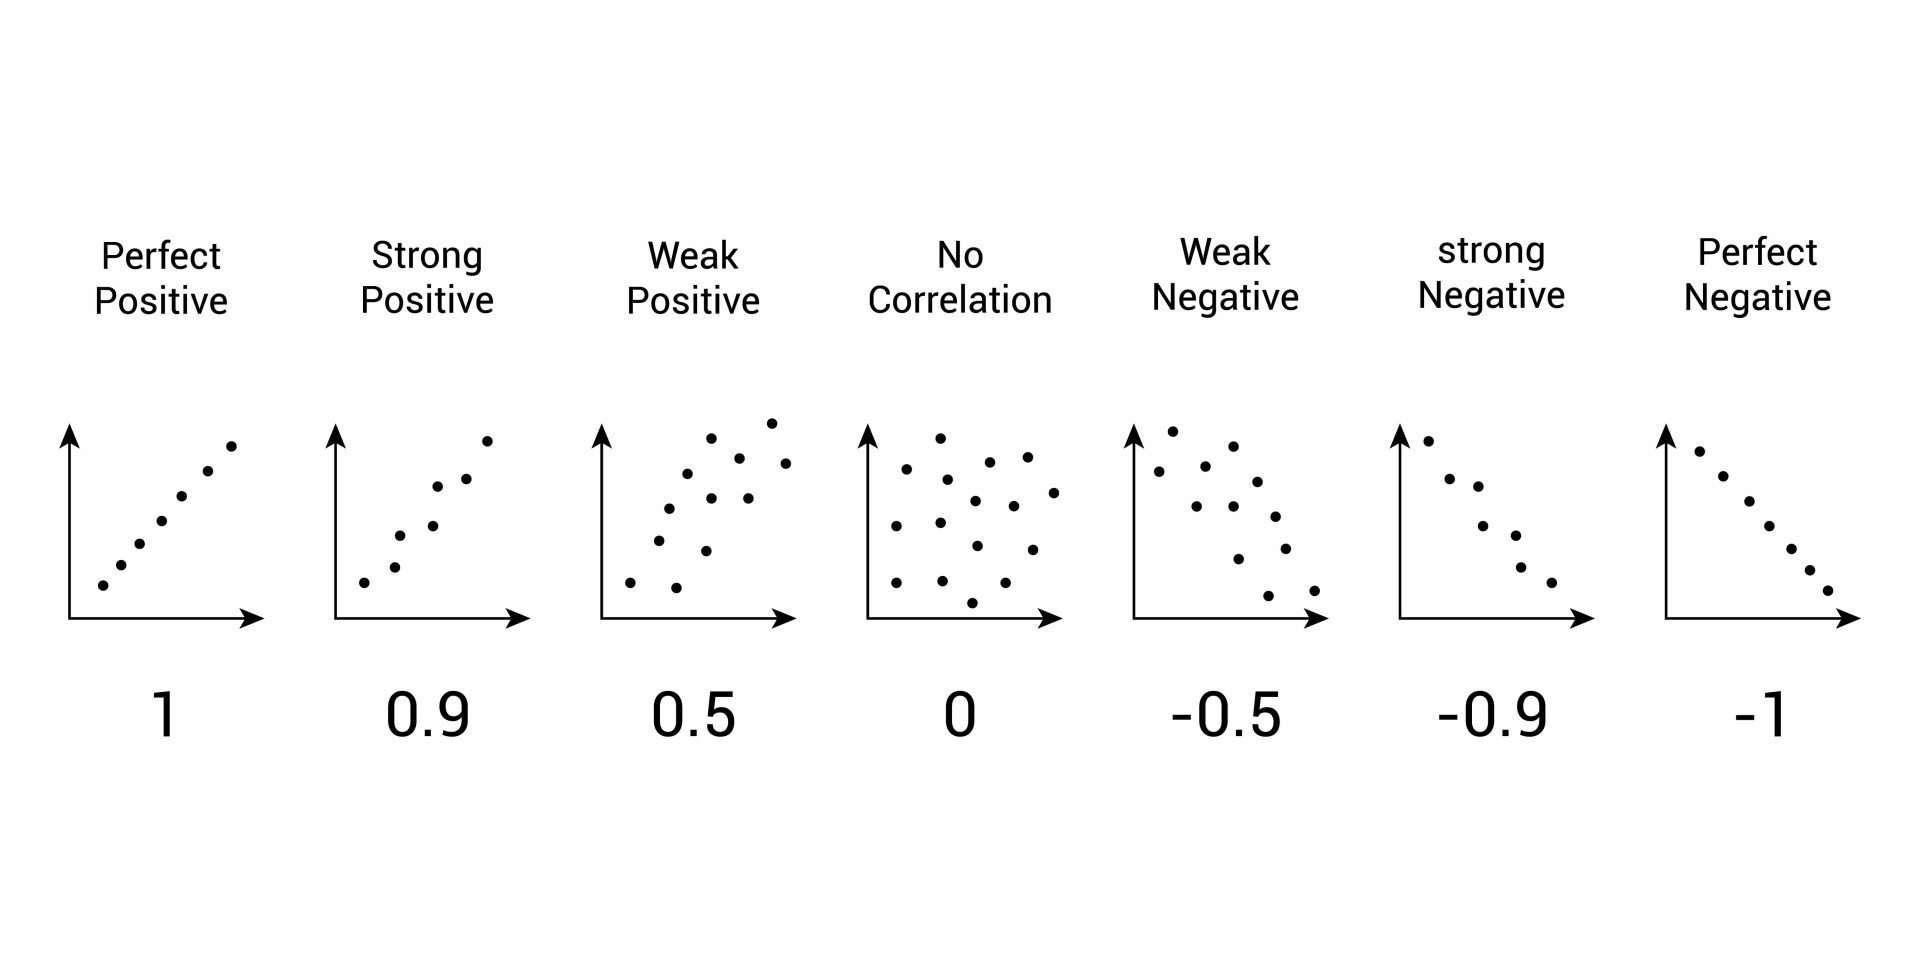 Perfect
Positive
Strong
Positive
Weak
Positive
No
Correlation
Weak
Negative
strong
Negative
Perfect
Negative
1
0.9
0.5
0
-0.5
-0.9
-1